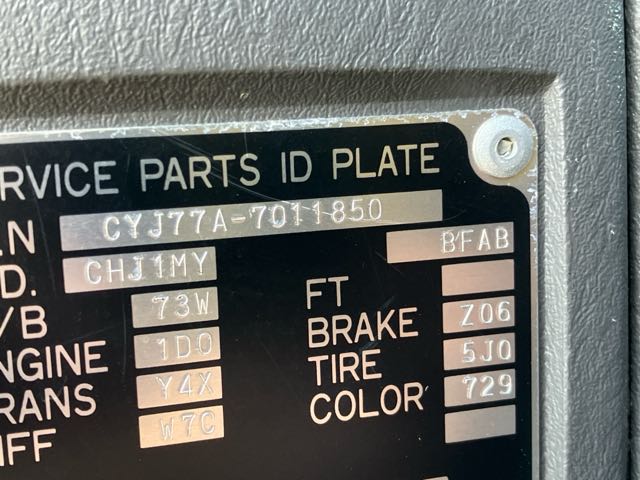 RVICE PARTS ID PLATE
.N CYJ77A-7011850
D. CHJ1MY BFAB
/B 73W FT
NGINE 1D0 BRAKE Z06
RANS Y4X TIRE 5J0
IFF W7C COLOR 729